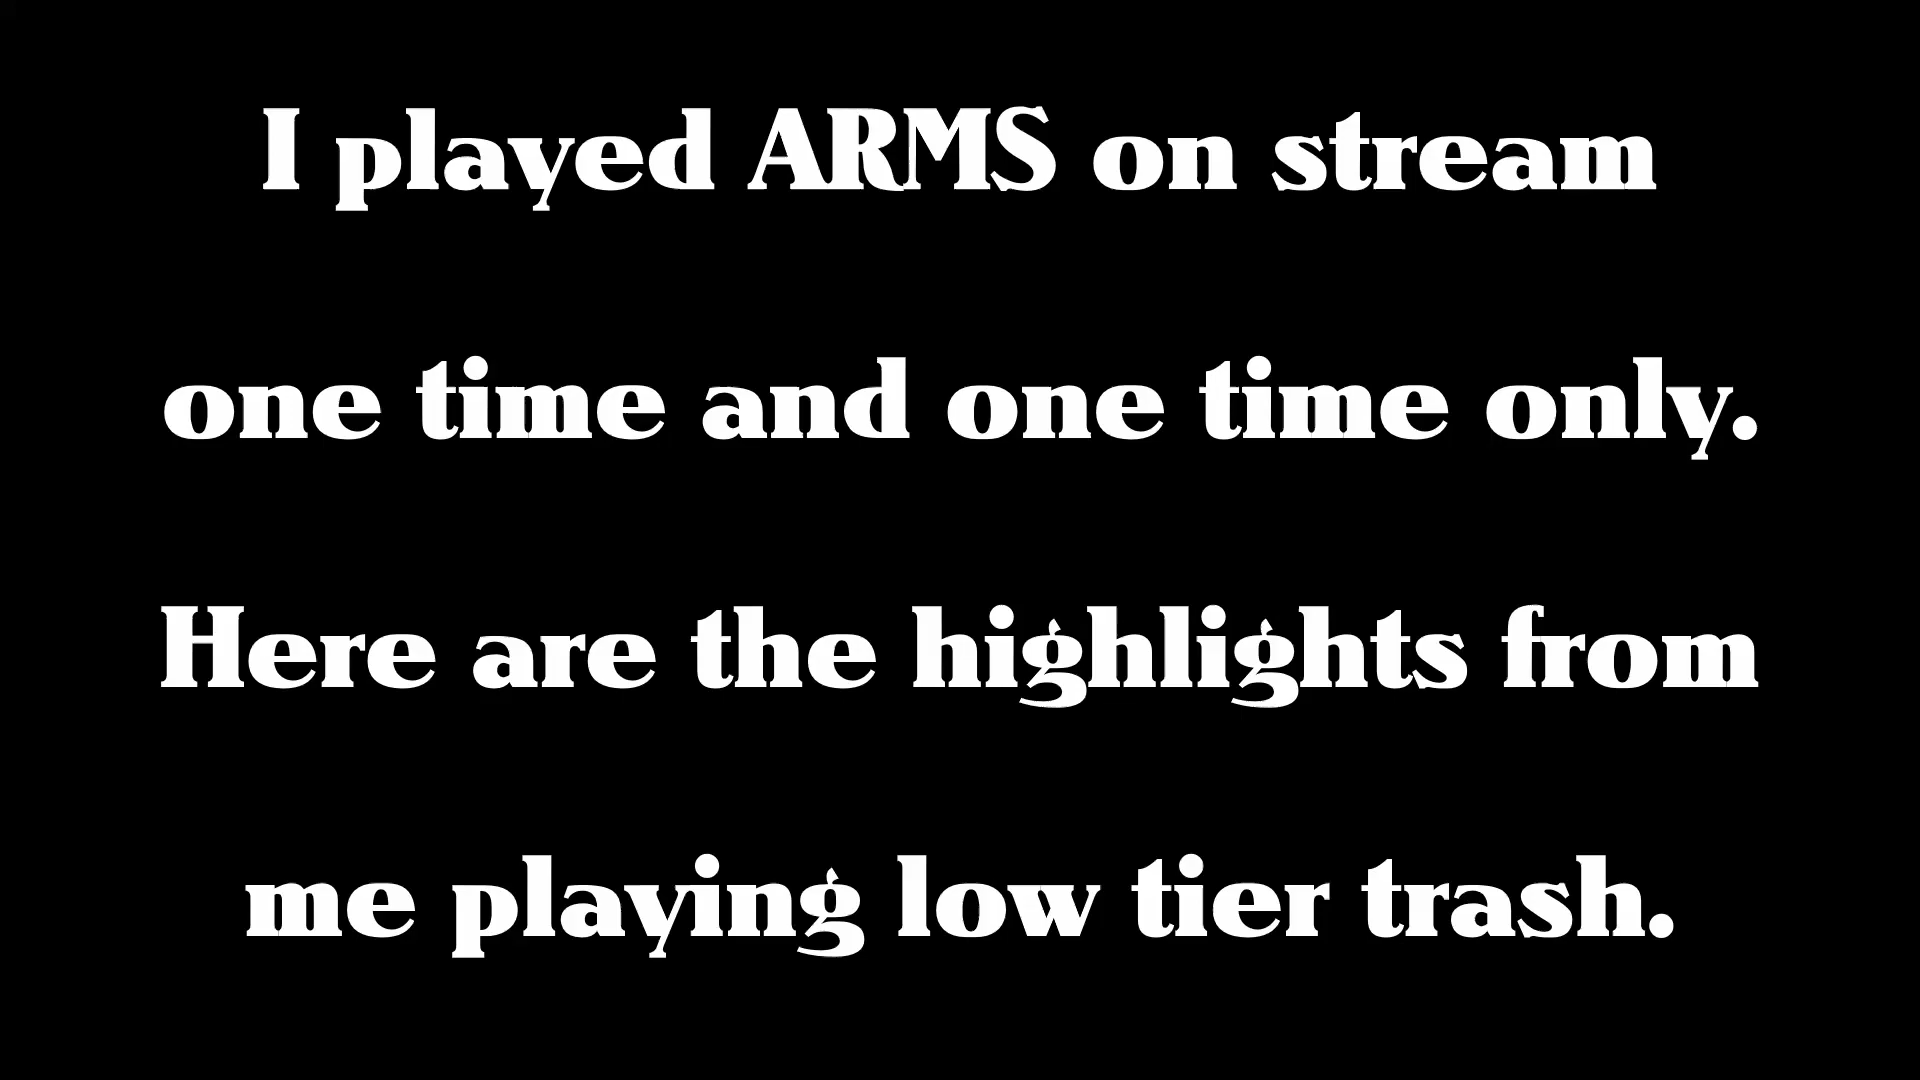 I played ARMS on stream
one time and one time only.
Here are the highlights from
me playing low tier trash.